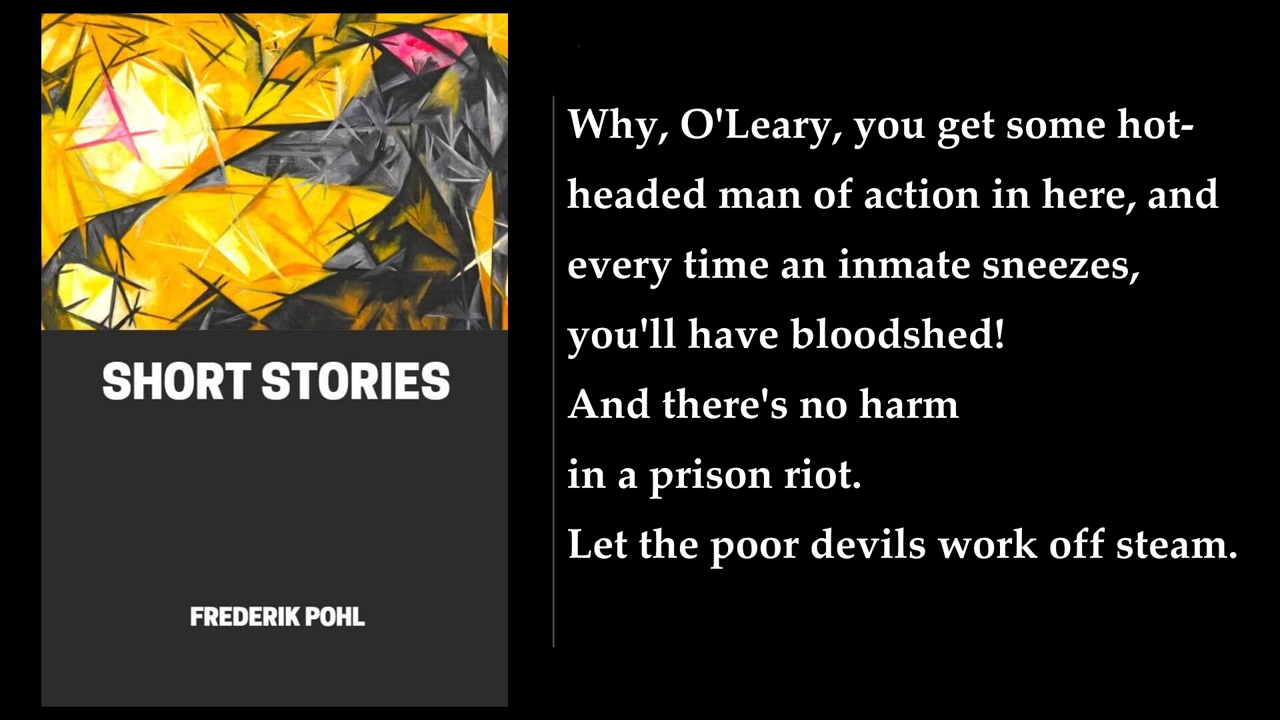 SHORT STORIES
FREDERIK POHL
Why, O'Leary, you get some hot-
headed man of action in here, and
every time an inmate sneezes,
you'll have bloodshed!
And there's no harm
in a prison riot.
Let the poor devils work off steam.